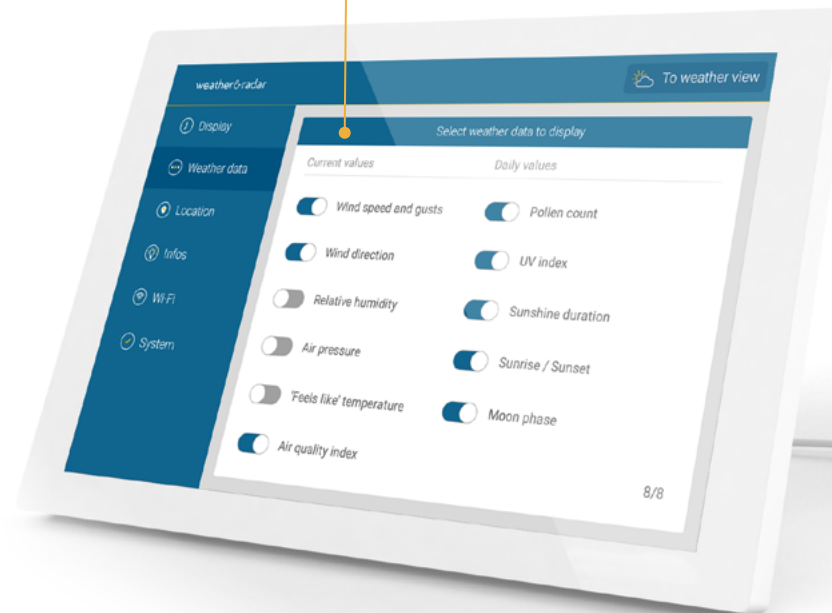 weather&radar
To weather view
Display
Weather data
Location
Infos
Wi-Fi
System
Select weather data to display
Current values
Daily values
Wind speed and gusts
Pollen count
Wind direction
UV index
Relative humidity
Sunshine duration
Air pressure
Sunrise / Sunset
'Feels like' temperature
Moon phase
Air quality index
8/8